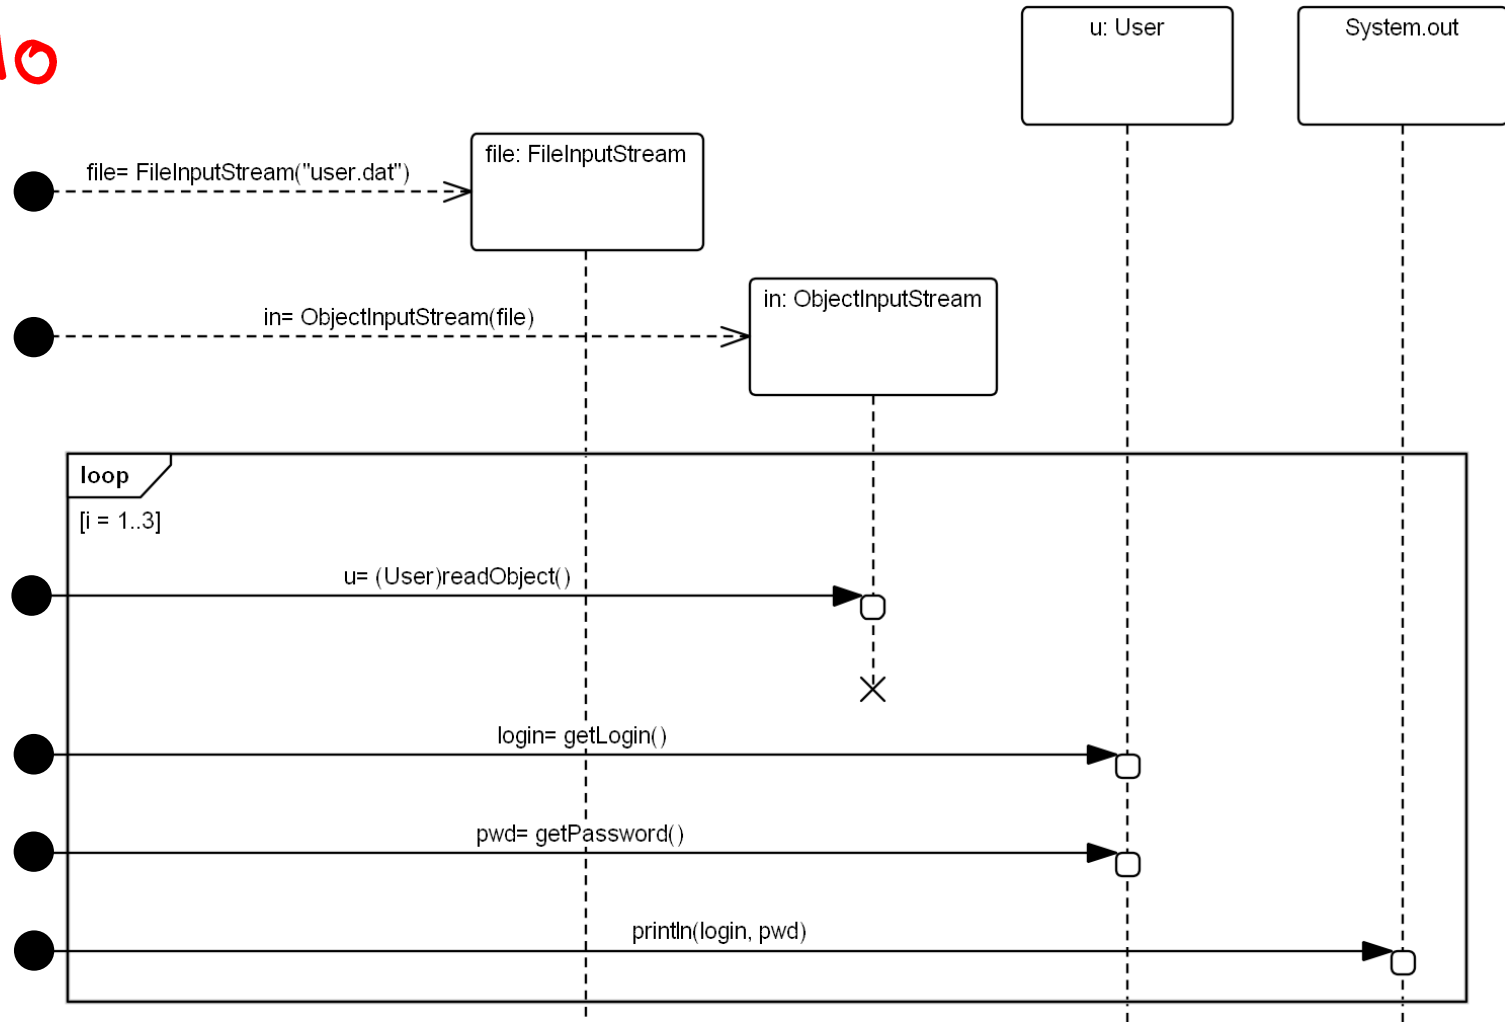 u: User
System.out
file: FileInputStream
file= FileInputStream("user.dat")
in: ObjectInputStream
in= ObjectInputStream(file)
loop
[i = 1..3]
u= (User)readObject()
login= getLogin()
pwd= getPassword()
println(login, pwd)